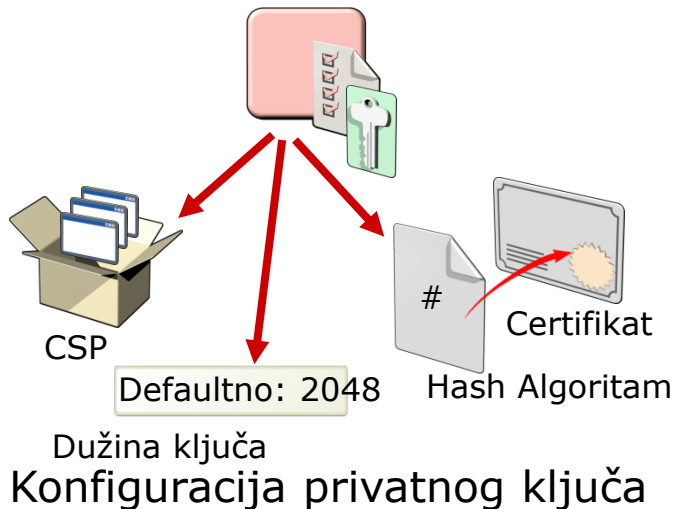 #
Certifikat
CSP
Defaultno: 2048
Hash Algoritam
Dužina ključa
Konfiguracija privatnog ključa